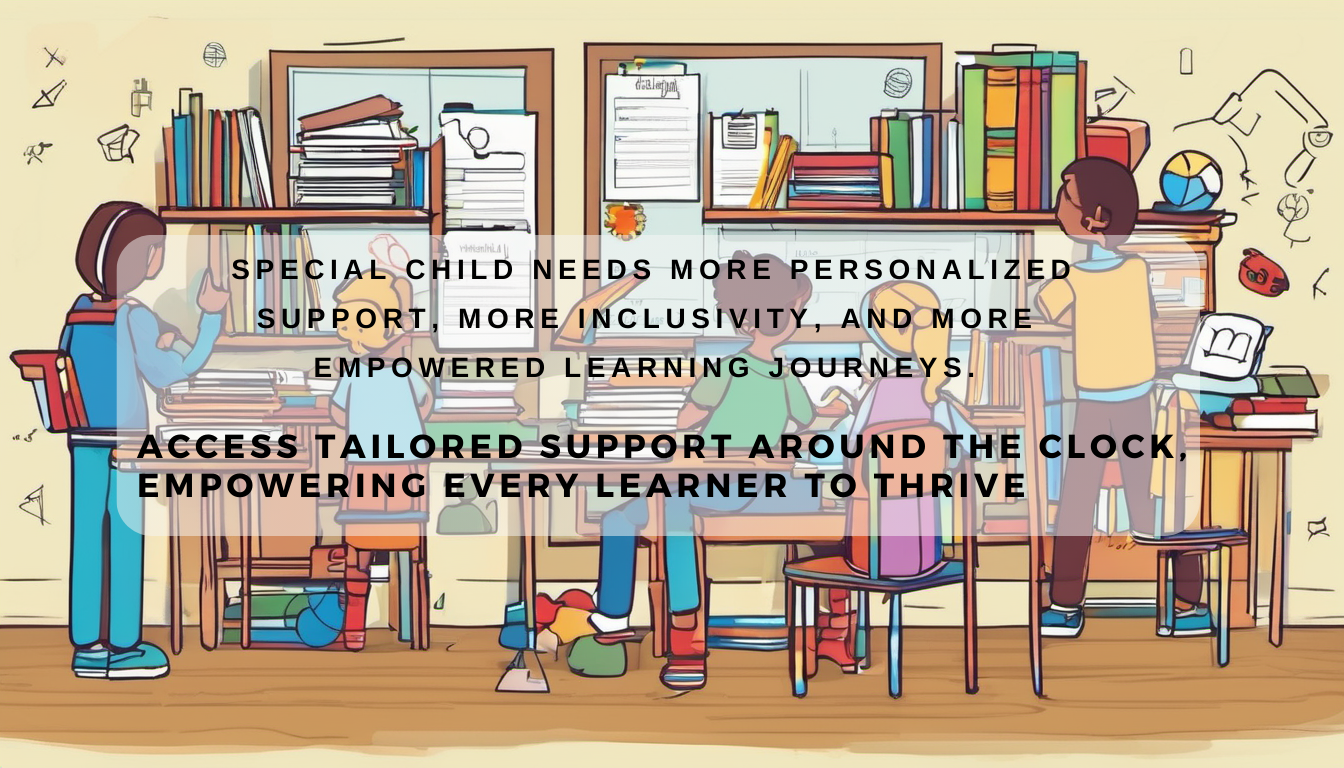 SPECIAL CHILD NEEDS MORE PERSONALIZED
SUPPORT, MORE INCLUSIVITY, AND MORE
EMPOWERED LEARNING JOURNEYS.
ACCESS TAILORED SUPPORT AROUND THE CLOCK,
EMPOWERING EVERY LEARNER TO THRIVE